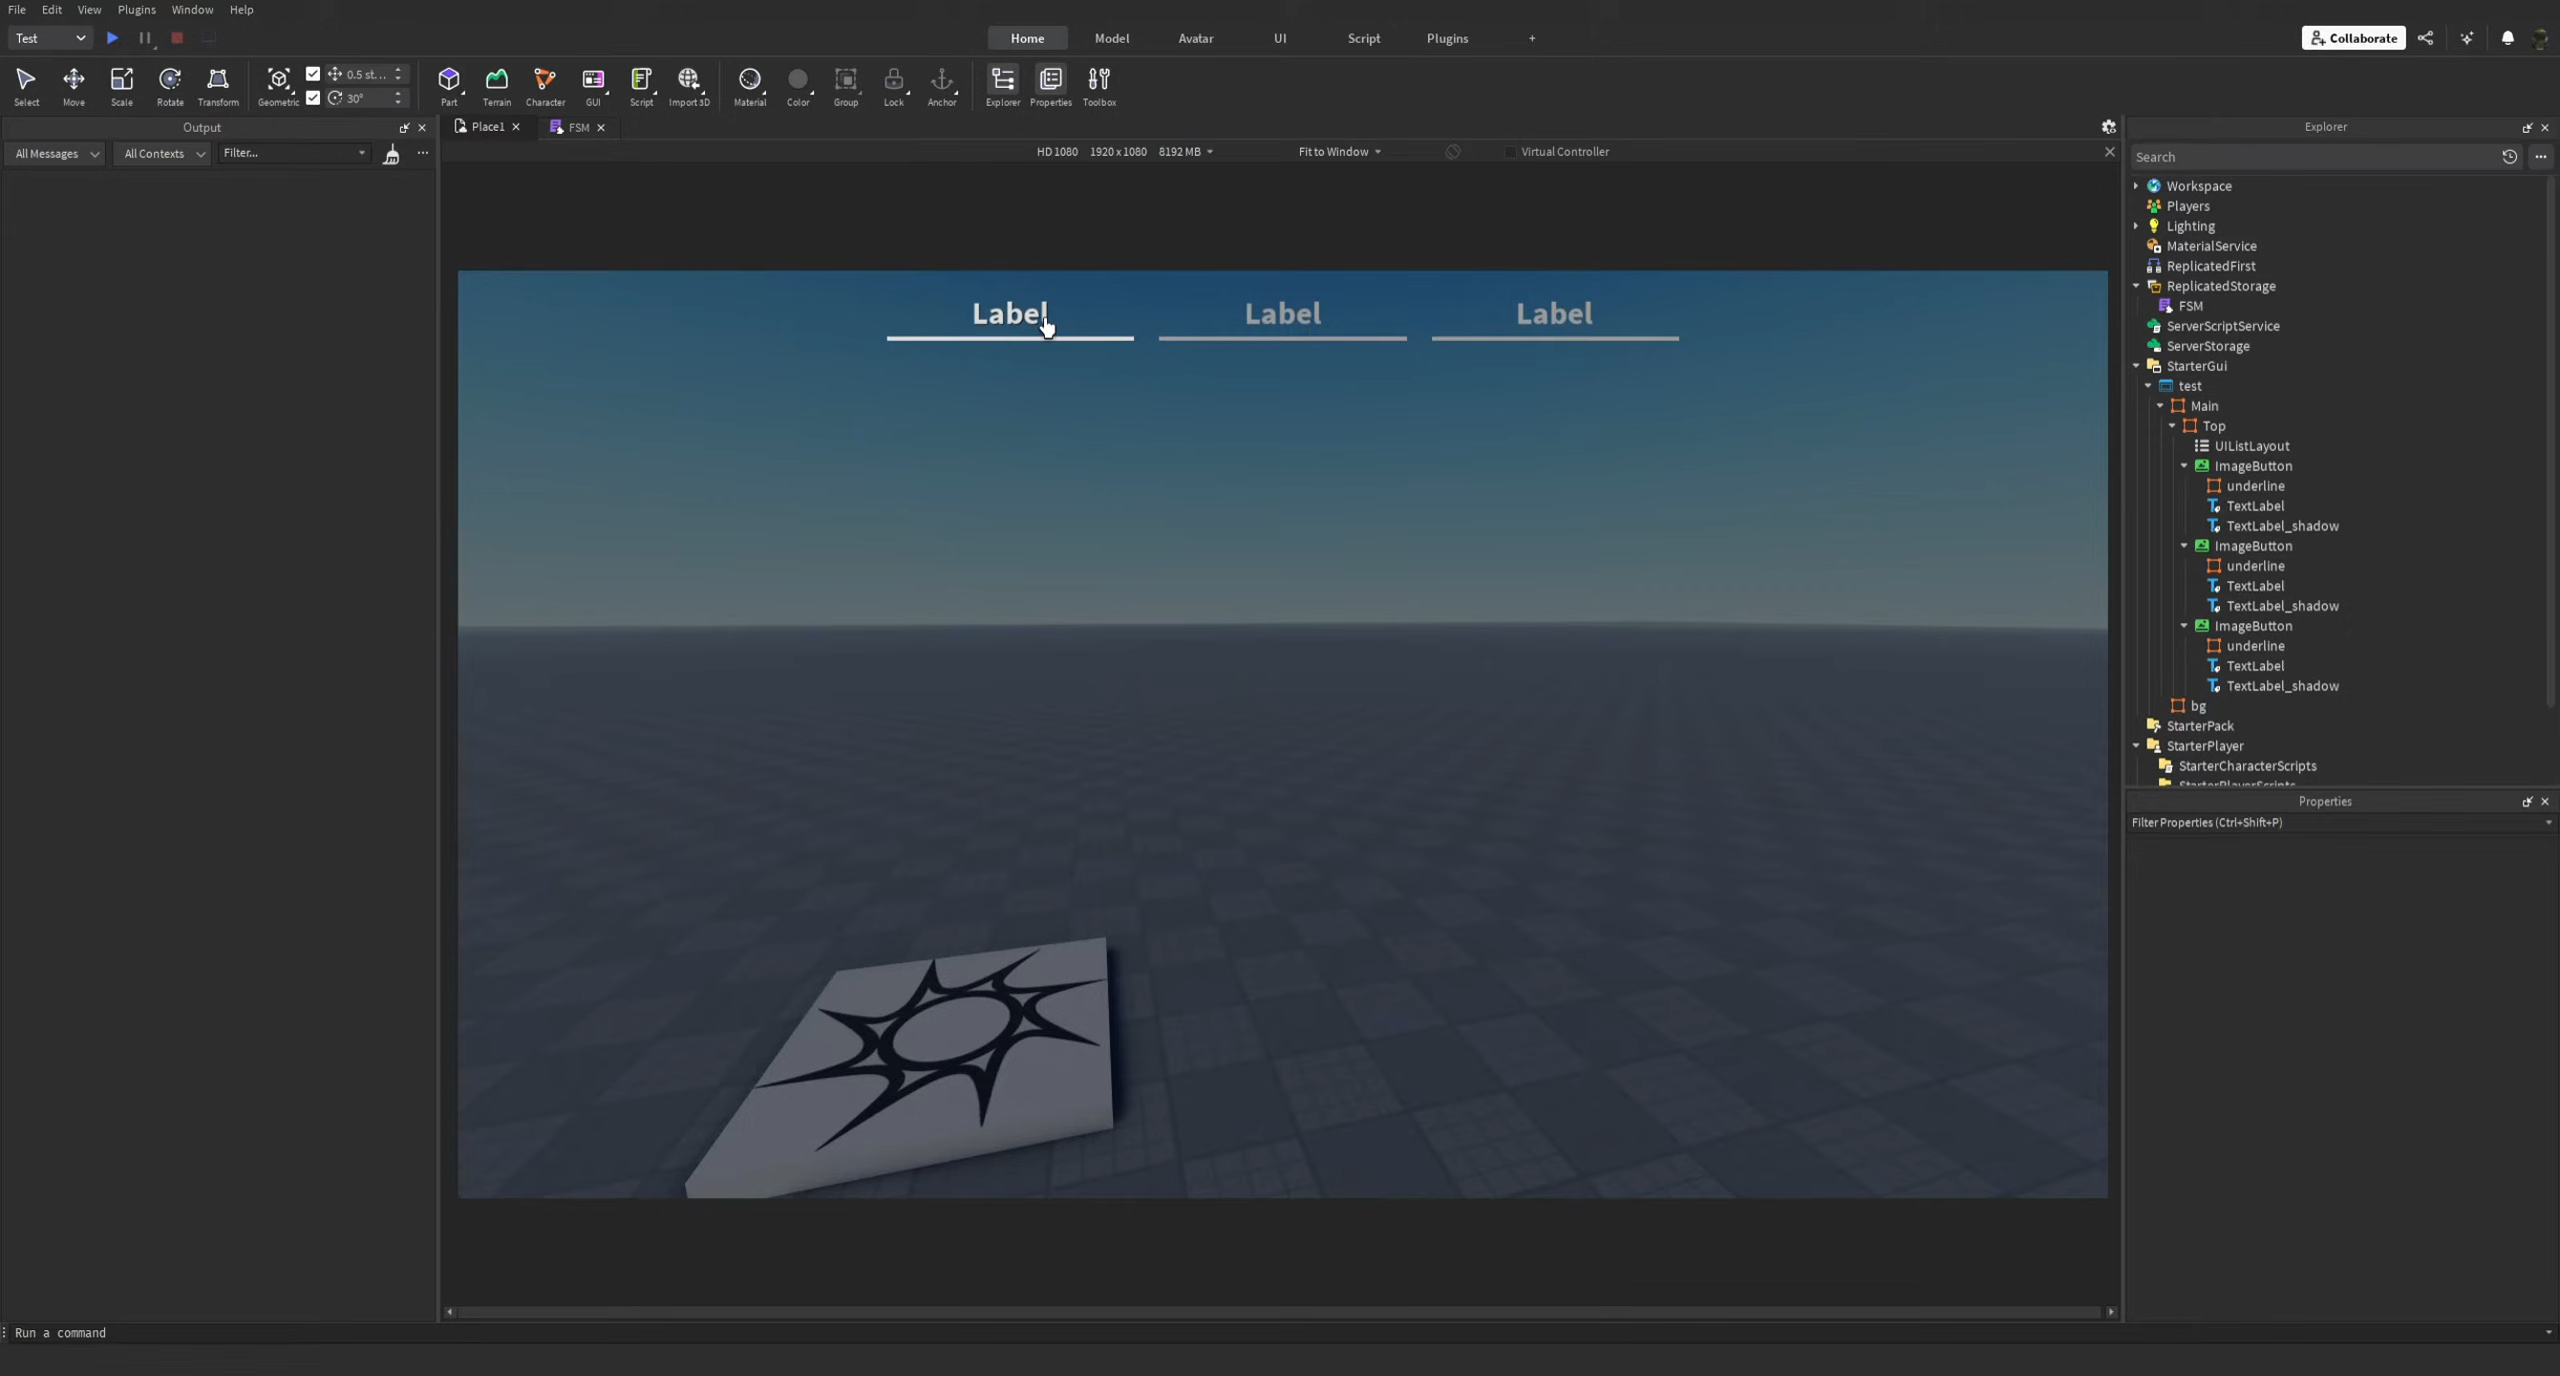 File Edit View Plugins Window Help
Test
Home Model Avatar UI Script Plugins +
Collaborate
0.5 st...
30°
Select Move Scale Rotate Transform Geometric
Part Terrain Character GUI Script Import 3D
Material Color Group Lock Anchor
Explorer Properties Toolbox
Output
All Messages All Contexts Filter...
Place1
FSM
HD 1080 1920 x 1080 8192 MB Fit to Window Virtual Controller
Label
Label
Label
Explorer
Search
Workspace
Players
Lighting
MaterialService
ReplicatedFirst
ReplicatedStorage
FSM
ServerScriptService
ServerStorage
StarterGui
test
Main
Top
UIListLayout
ImageButton
underline
TextLabel
TextLabel_shadow
ImageButton
underline
TextLabel
TextLabel_shadow
ImageButton
underline
TextLabel
TextLabel_shadow
bg
StarterPack
StarterPlayer
StarterCharacterScripts
StarterPlayerScripts
Properties
Filter Properties (Ctrl+Shift+P)
Run a command